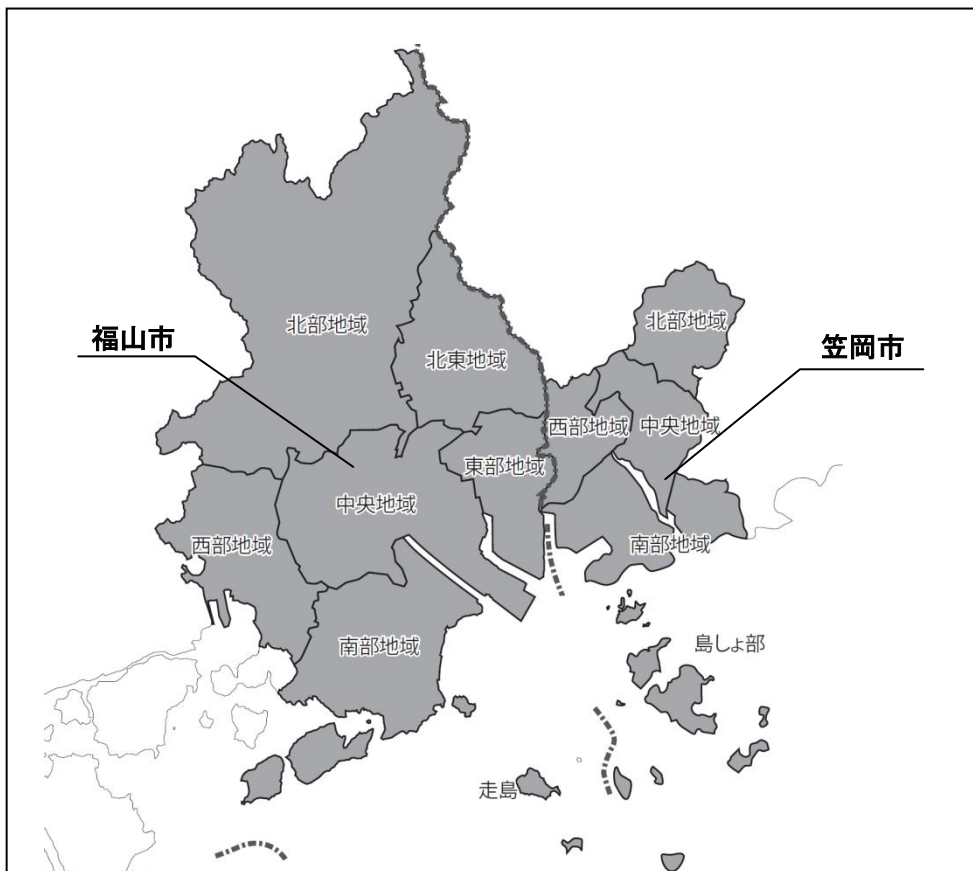 北部地域
北部地域
福山市
笠岡市
北東地域
西部地域
中央地域
東部地域
中央地域
西部地域
南部地域
南部地域
島しょ部
走島